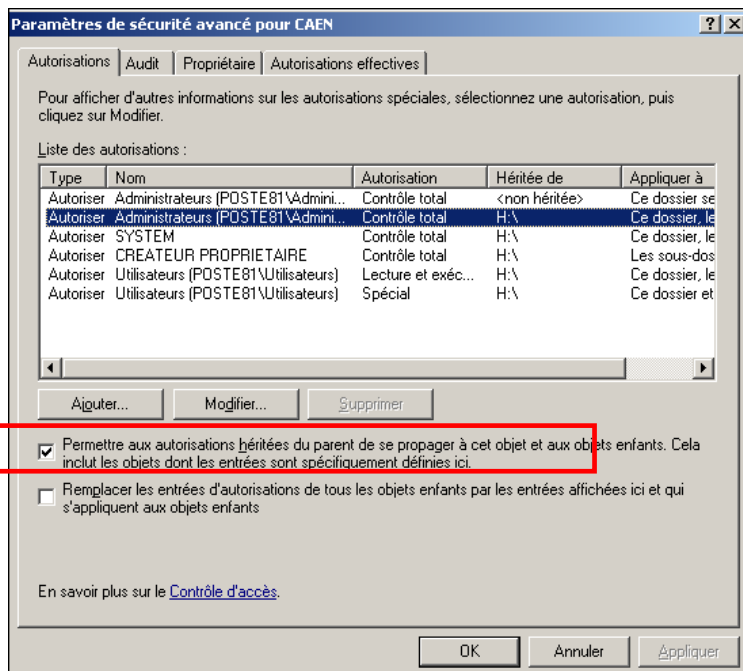 Paramètres de sécurité avancé pour CAEN
Autorisations Audit Propriétaire Autorisations effectives
Pour afficher d'autres informations sur les autorisations spéciales, sélectionnez une autorisation, puis
cliquez sur Modifier.
Liste des autorisations :
Type Nom Autorisation Héritée de Appliquer à
Autoriser Administrateurs (POSTE81\Admini... Contrôle total <non héritée> Ce dossier se
Autoriser Administrateurs (POSTE81\Admini... Contrôle total H:\ Ce dossier, le
Autoriser SYSTEM Contrôle total H:\ Ce dossier, le
Autoriser CREATEUR PROPRIETAIRE Contrôle total H:\ Les sous-dos
Autoriser Utilisateurs (POSTE81\Utilisateurs) Lecture et exéc... H:\ Ce dossier, le
Autoriser Utilisateurs (POSTE81\Utilisateurs) Spécial H:\ Ce dossier et
Ajouter... Modifier... Supprimer
Permettre aux autorisations héritées du parent de se propager à cet objet et aux objets enfants. Cela
inclut les objets dont les entrées sont spécifiquement définies ici.
Remplacer les entrées d'autorisations de tous les objets enfants par les entrées affichées ici et qui
s'appliquent aux objets enfants
En savoir plus sur le Contrôle d'accès.
OK Annuler Appliquer